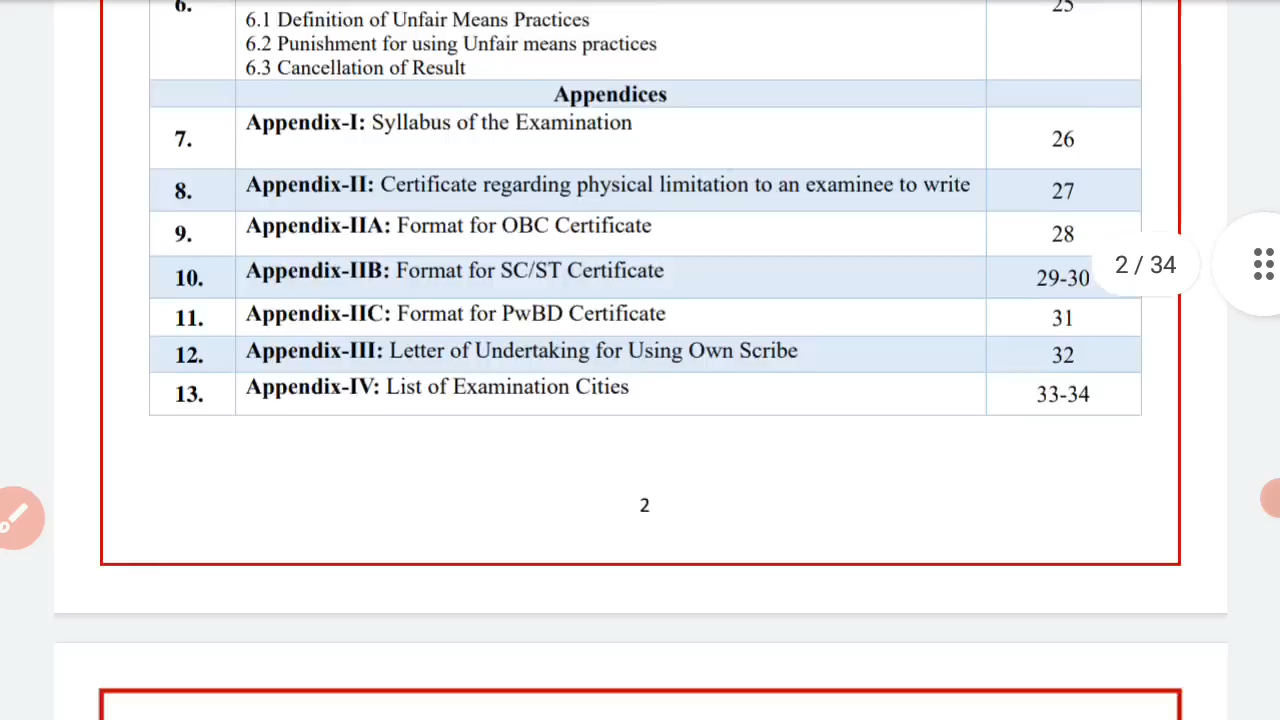 6. 25
6.1 Definition of Unfair Means Practices
6.2 Punishment for using Unfair means practices
6.3 Cancellation of Result
Appendices
7. Appendix-I: Syllabus of the Examination 26
8. Appendix-II: Certificate regarding physical limitation to an examinee to write 27
9. Appendix-IIA: Format for OBC Certificate 28
10. Appendix-IIB: Format for SC/ST Certificate 29-30
2 / 34
11. Appendix-IIC: Format for PwBD Certificate 31
12. Appendix-III: Letter of Undertaking for Using Own Scribe 32
13. Appendix-IV: List of Examination Cities 33-34
2